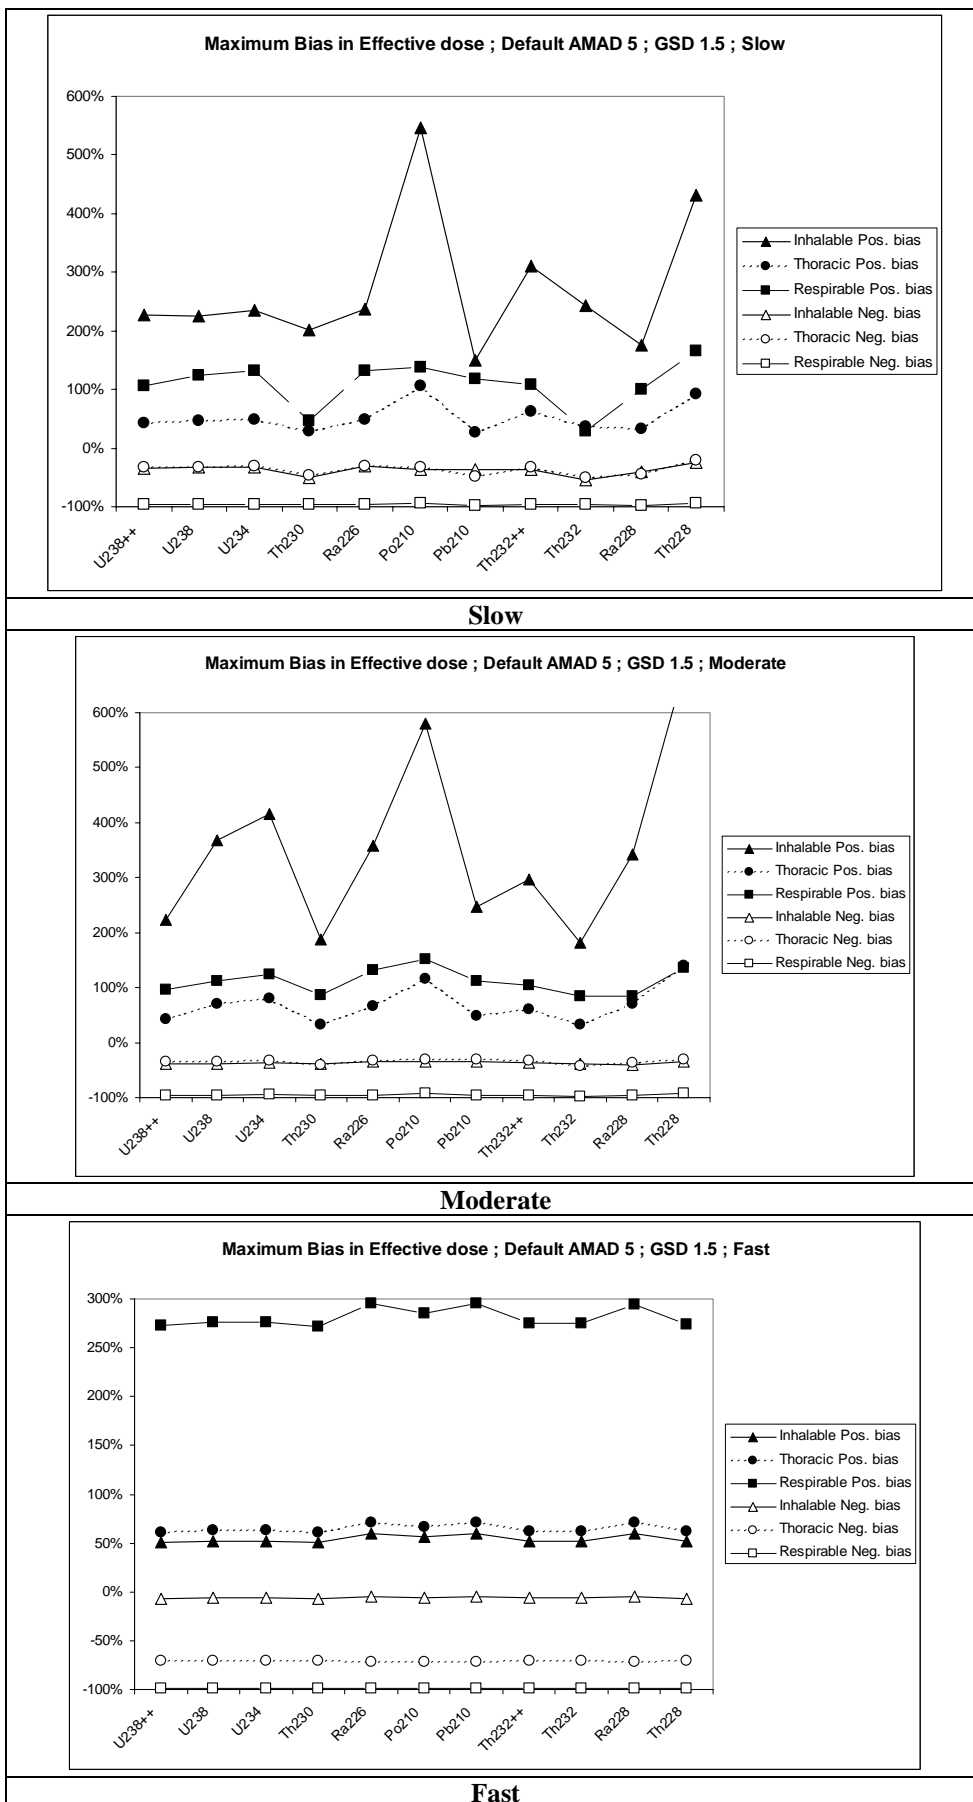 Maximum Bias in Effective dose ; Default AMAD 5 ; GSD 1.5 ; Slow
600%
500%
400%
300%
200%
100%
0%
-100%
U238++
U238
U234
Th230
Ra226
Po210
Pb210
Th232++
Th232
Ra228
Th228
Inhalable Pos. bias
Thoracic Pos. bias
Respirable Pos. bias
Inhalable Neg. bias
Thoracic Neg. bias
Respirable Neg. bias
Slow
Maximum Bias in Effective dose ; Default AMAD 5 ; GSD 1.5 ; Moderate
600%
500%
400%
300%
200%
100%
0%
-100%
U238++
U238
U234
Th230
Ra226
Po210
Pb210
Th232++
Th232
Ra228
Th228
Inhalable Pos. bias
Thoracic Pos. bias
Respirable Pos. bias
Inhalable Neg. bias
Thoracic Neg. bias
Respirable Neg. bias
Moderate
Maximum Bias in Effective dose ; Default AMAD 5 ; GSD 1.5 ; Fast
300%
250%
200%
150%
100%
50%
0%
-50%
-100%
U238++
U238
U234
Th230
Ra226
Po210
Pb210
Th232++
Th232
Ra228
Th228
Inhalable Pos. bias
Thoracic Pos. bias
Respirable Pos. bias
Inhalable Neg. bias
Thoracic Neg. bias
Respirable Neg. bias
Fast